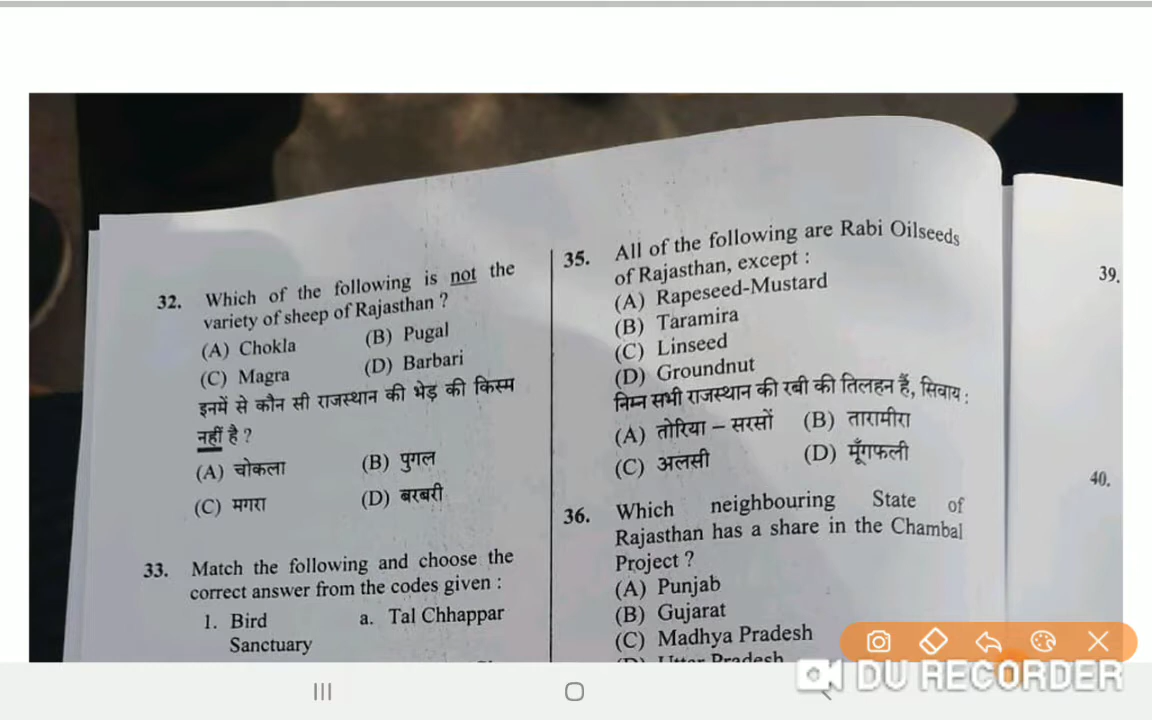 32. Which of the following is not the
variety of sheep of Rajasthan ?
(A) Chokla (B) Pugal
(C) Magra (D) Barbari
इनमें से कौन सी राजस्थान की भेड़ की किस्म
नहीं है ?
(A) चोकला (B) पुगल
(C) मगरा (D) बरबरी
33. Match the following and choose the
correct answer from the codes given :
1. Bird a. Tal Chhappar
Sanctuary
35. All of the following are Rabi Oilseeds
of Rajasthan, except :
(A) Rapeseed-Mustard
(B) Taramira
(C) Linseed
(D) Groundnut
निम्न सभी राजस्थान की रबी की तिलहन हैं, सिवाय :
(A) तोरिया – सरसों (B) तारामीरा
(C) अलसी (D) मूँगफली
36. Which neighbouring State of
Rajasthan has a share in the Chambal
Project ?
(A) Punjab
(B) Gujarat
(C) Madhya Pradesh
(D) Uttar Pradesh
39.
40.
DU RECORDER